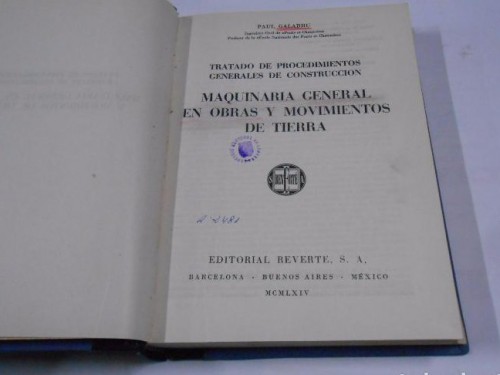 PAUL GALABRU
TRATADO DE PROCEDIMIENTOS
GENERALES DE CONSTRUCCION
MAQUINARIA GENERAL
EN OBRAS Y MOVIMIENTOS
DE TIERRA
EDITORIAL REVERTE, S. A,
BARCELONA - BUENOS AIRES - MÉXICO
MCMLXIV